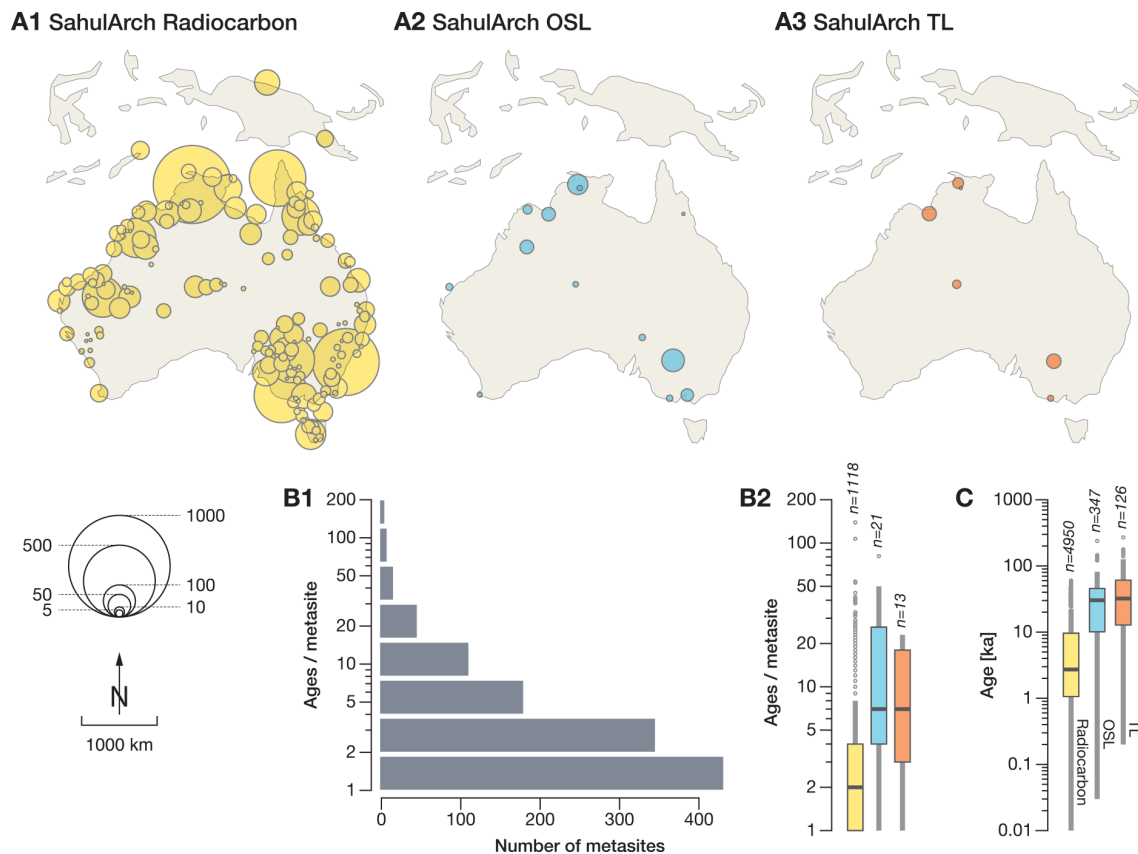 A1 SahulArch Radiocarbon
A2 SahulArch OSL
A3 SahulArch TL
1000
500
100
50
10
5
N
1000 km
B1
200
100
50
20
10
5
2
1
Ages / metasite
0
100
200
300
400
Number of metasites
B2
200
100
50
20
10
5
2
1
Ages / metasite
n=1118
n=21
n=13
C
1000
100
10
1
0.1
0.01
Age [ka]
n=4950
n=347
n=126
Radiocarbon
OSL
TL